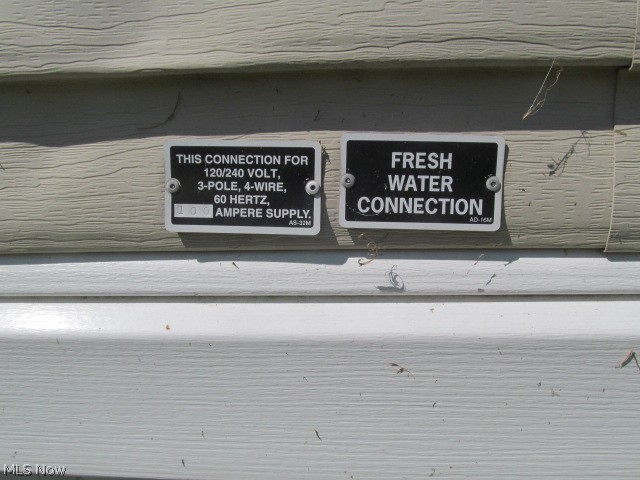 THIS CONNECTION FOR
120/240 VOLT,
3-POLE, 4-WIRE,
60 HERTZ,
100 AMPERE SUPPLY.
AS-32M
FRESH
WATER
CONNECTION
AD-16M
MLS Now